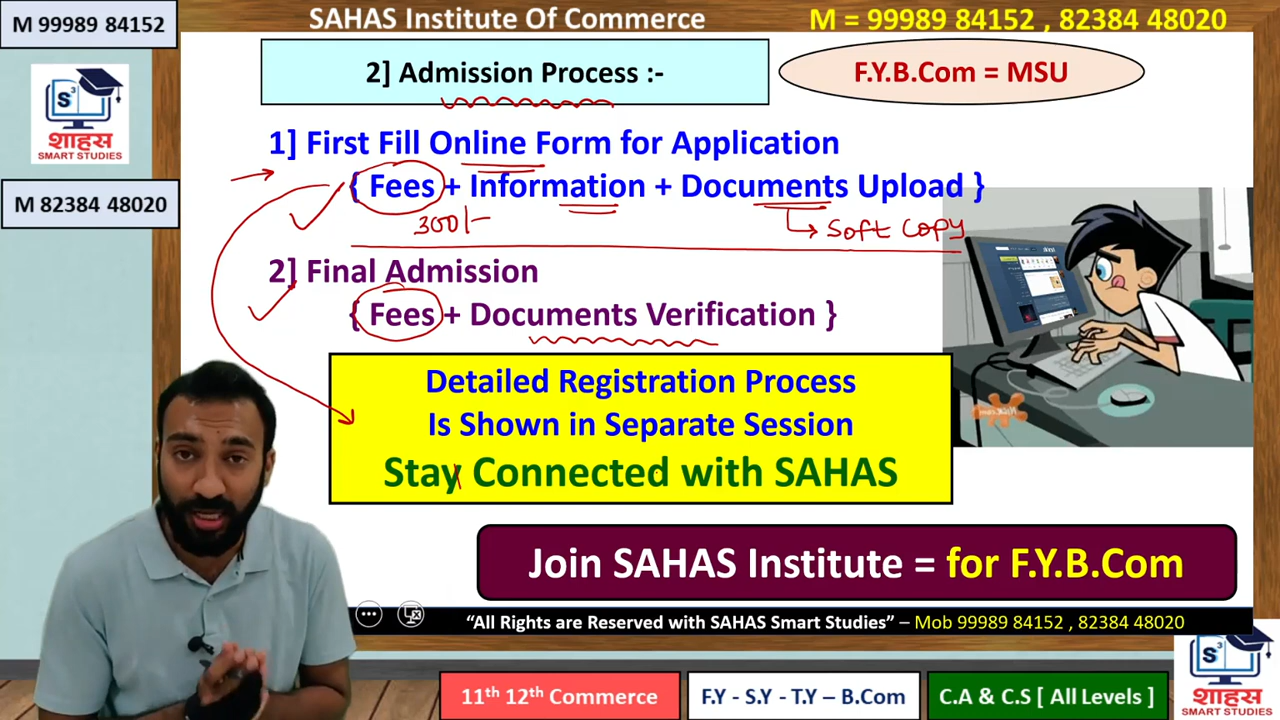 M 99989 84152
SAHAS Institute Of Commerce
M = 99989 84152 , 82384 48020
S³
शाहस
SMART STUDIES
M 82384 48020
2] Admission Process :-
F.Y.B.Com = MSU
1] First Fill Online Form for Application
{ Fees + Information + Documents Upload }
300/-
Soft Copy
2] Final Admission
{ Fees + Documents Verification }
Detailed Registration Process
Is Shown in Separate Session
Stay Connected with SAHAS
Join SAHAS Institute = for F.Y.B.Com
“All Rights are Reserved with SAHAS Smart Studies” – Mob 99989 84152 , 82384 48020
11th 12th Commerce
F.Y - S.Y - T.Y – B.Com
C.A & C.S [ All Levels ]
S³
शाहस
SMART STUDIES